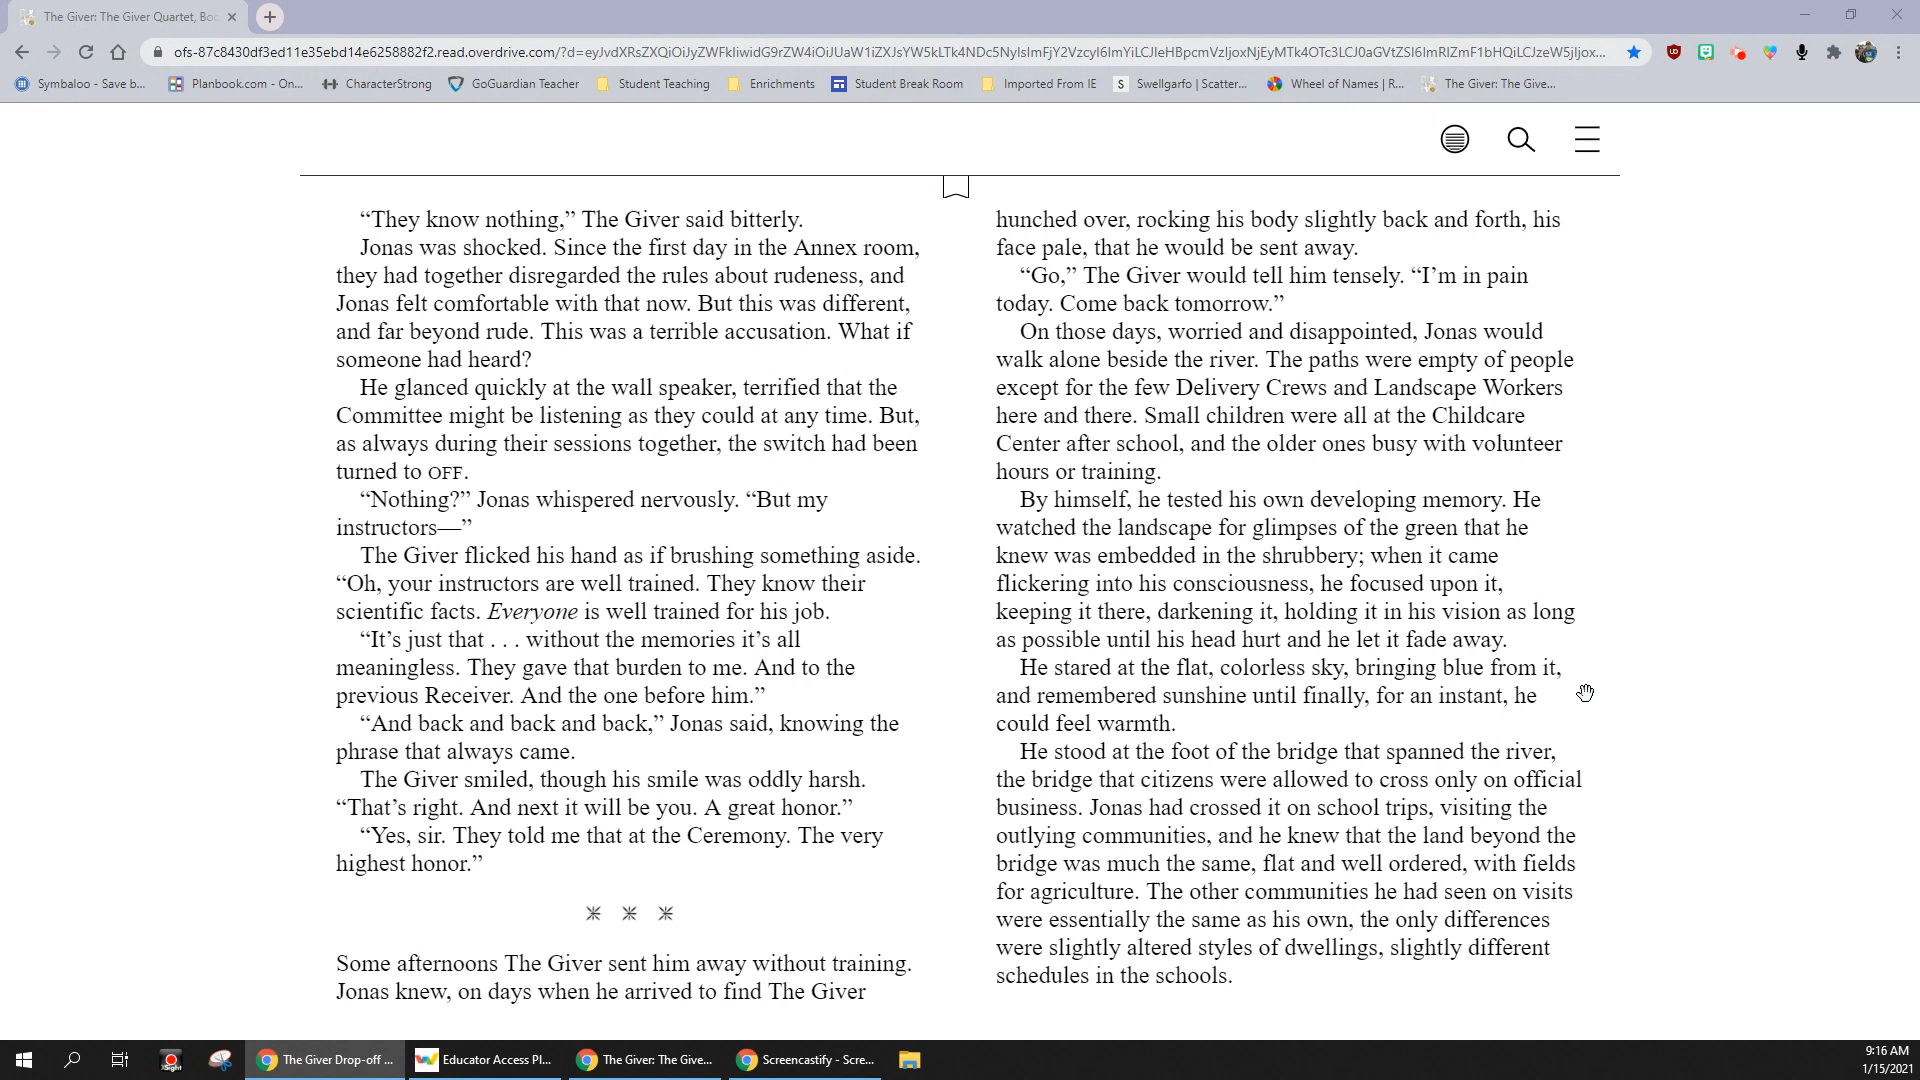 The Giver: The Giver Quartet, Boo
ofs-87c8430df3ed11e35ebd14e6258882f2.read.overdrive.com/?d=
Symbaloo - Save b...
Planbook.com - On...
CharacterStrong
GoGuardian Teacher
Student Teaching
Enrichments
Student Break Room
Imported From IE
S Swellgarfo | Scatter...
Wheel of Names | R...
The Giver: The Give...
“They know nothing,” The Giver said bitterly.
Jonas was shocked. Since the first day in the Annex room,
they had together disregarded the rules about rudeness, and
Jonas felt comfortable with that now. But this was different,
and far beyond rude. This was a terrible accusation. What if
someone had heard?
He glanced quickly at the wall speaker, terrified that the
Committee might be listening as they could at any time. But,
as always during their sessions together, the switch had been
turned to OFF.
“Nothing?” Jonas whispered nervously. “But my
instructors—”
The Giver flicked his hand as if brushing something aside.
“Oh, your instructors are well trained. They know their
scientific facts. Everyone is well trained for his job.
“It’s just that . . . without the memories it’s all
meaningless. They gave that burden to me. And to the
previous Receiver. And the one before him.”
“And back and back and back,” Jonas said, knowing the
phrase that always came.
The Giver smiled, though his smile was oddly harsh.
“That’s right. And next it will be you. A great honor.”
“Yes, sir. They told me that at the Ceremony. The very
highest honor.”
Some afternoons The Giver sent him away without training.
Jonas knew, on days when he arrived to find The Giver
hunched over, rocking his body slightly back and forth, his
face pale, that he would be sent away.
“Go,” The Giver would tell him tensely. “I’m in pain
today. Come back tomorrow.”
On those days, worried and disappointed, Jonas would
walk alone beside the river. The paths were empty of people
except for the few Delivery Crews and Landscape Workers
here and there. Small children were all at the Childcare
Center after school, and the older ones busy with volunteer
hours or training.
By himself, he tested his own developing memory. He
watched the landscape for glimpses of the green that he
knew was embedded in the shrubbery; when it came
flickering into his consciousness, he focused upon it,
keeping it there, darkening it, holding it in his vision as long
as possible until his head hurt and he let it fade away.
He stared at the flat, colorless sky, bringing blue from it,
and remembered sunshine until finally, for an instant, he
could feel warmth.
He stood at the foot of the bridge that spanned the river,
the bridge that citizens were allowed to cross only on official
business. Jonas had crossed it on school trips, visiting the
outlying communities, and he knew that the land beyond the
bridge was much the same, flat and well ordered, with fields
for agriculture. The other communities he had seen on visits
were essentially the same as his own, the only differences
were slightly altered styles of dwellings, slightly different
schedules in the schools.
The Giver Drop-off ...
Educator Access Pl...
The Giver: The Give...
Screencastify - Scre...
9:16 AM
1/15/2021